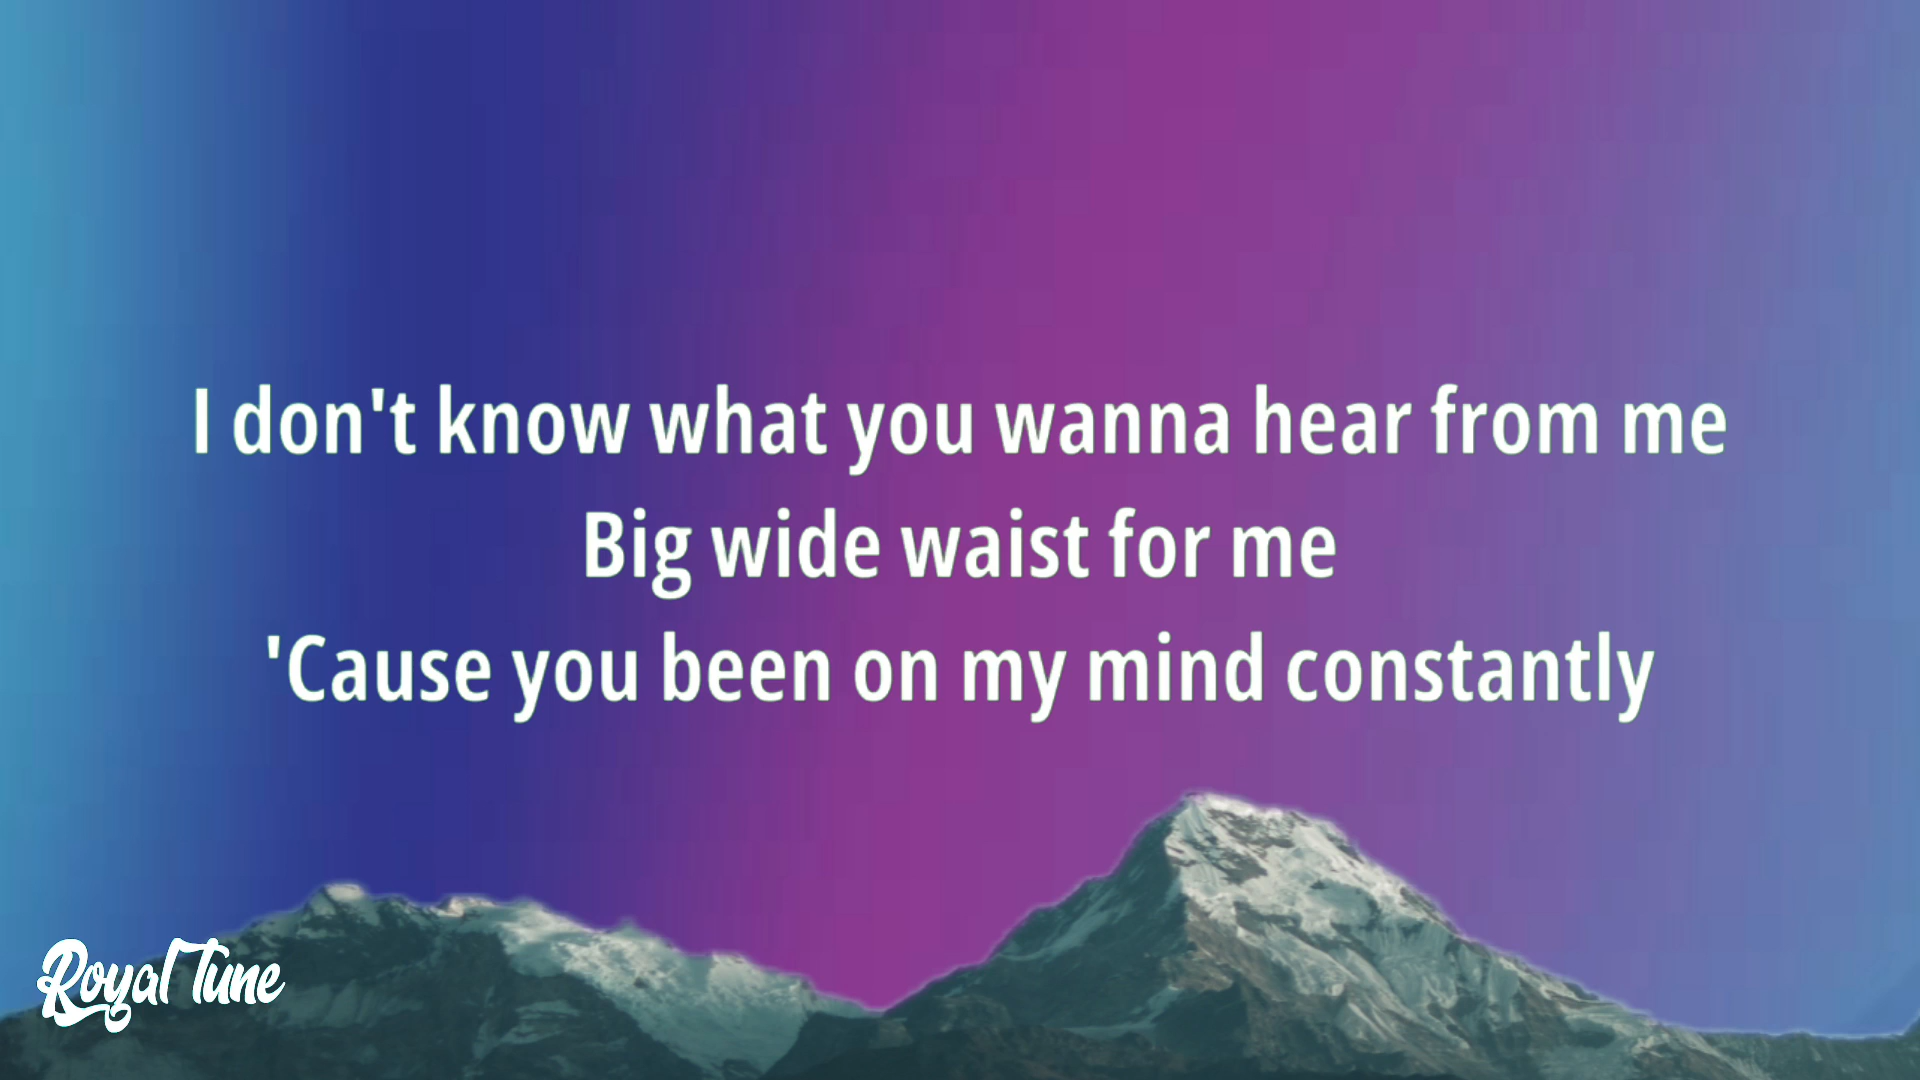 I don't know what you wanna hear from me
Big wide waist for me
'Cause you been on my mind constantly
Royal Tune